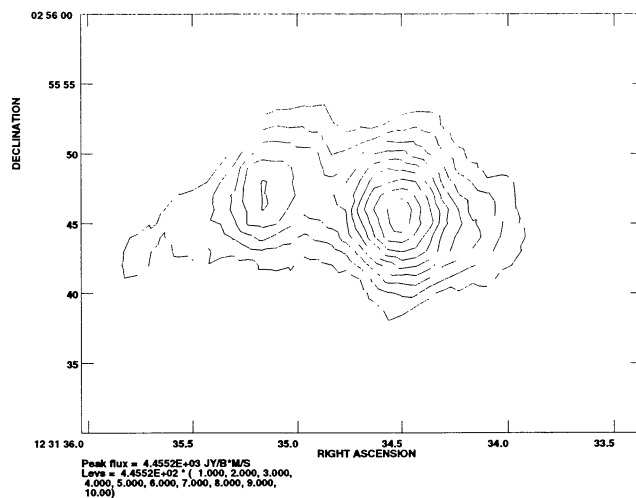 02 56 00
55 55
DECLINATION
50
45
40
35
12 31 36.0 35.5 35.0 34.5 34.0 33.5
RIGHT ASCENSION
Peak flux = 4.4552E+03 JY/B*M/S
Levs = 4.4552E+02 * ( 1.000, 2.000, 3.000,
4.000, 5.000, 6.000, 7.000, 8.000, 9.000,
10.00)